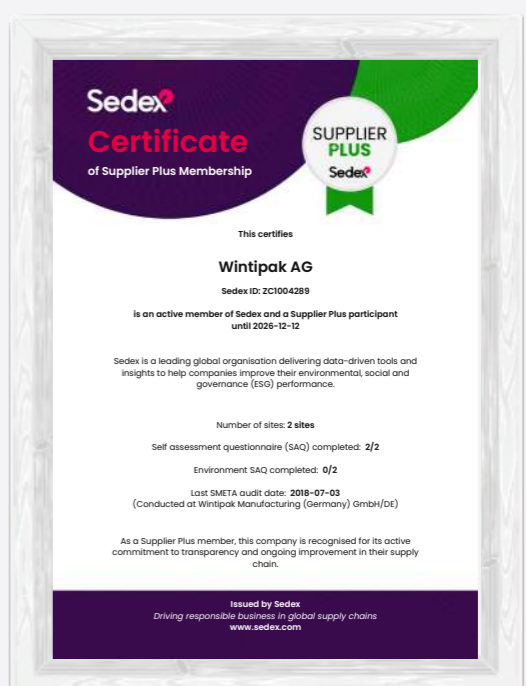 Sedex
Certificate
of Supplier Plus Membership
SUPPLIER
PLUS
Sedex
This certifies
Wintipak AG
Sedex ID: ZC1004289
is an active member of Sedex and a Supplier Plus participant
until 2026-12-12
Sedex is a leading global organisation delivering data-driven tools and
insights to help companies improve their environmental, social and
governance (ESG) performance.
Number of sites: 2 sites
Self assessment questionnaire (SAQ) completed: 2/2
Environment SAQ completed: 0/2
Last SMETA audit date: 2018-07-03
(Conducted at Wintipak Manufacturing (Germany) GmbH/DE)
As a Supplier Plus member, this company is recognised for its active
commitment to transparency and ongoing improvement in their supply
chain.
Issued by Sedex
Driving responsible business in global supply chains
www.sedex.com